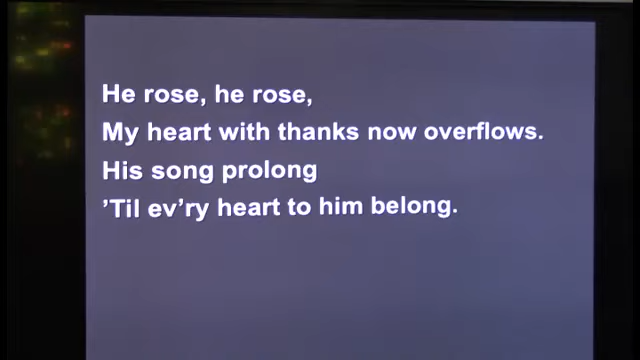 He rose, he rose,
My heart with thanks now overflows.
His song prolong
’Til ev’ry heart to him belong.